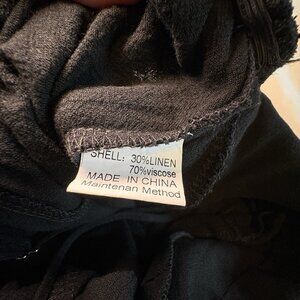 SHELL: 30%LINEN
70%viscose
MADE IN CHINA
Maintenan Method